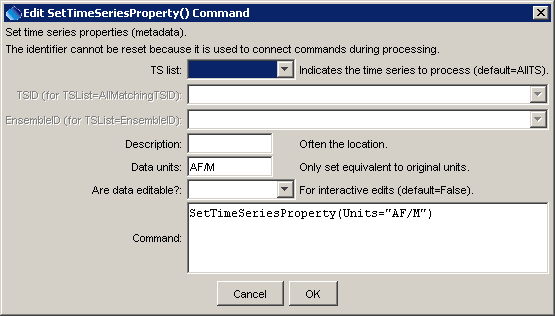 Edit SetTimeSeriesProperty() Command
Set time series properties (metadata).
The identifier cannot be reset because it is used to connect commands during processing.
TS list: Indicates the time series to process (default=AllTS).
TSID (for TSList=AllMatchingTSID):
EnsembleID (for TSList=EnsembleID):
Description: Often the location.
Data units: AF/M Only set equivalent to original units.
Are data editable?: For interactive edits (default=False).
SetTimeSeriesProperty(Units="AF/M")
Command:
Cancel OK